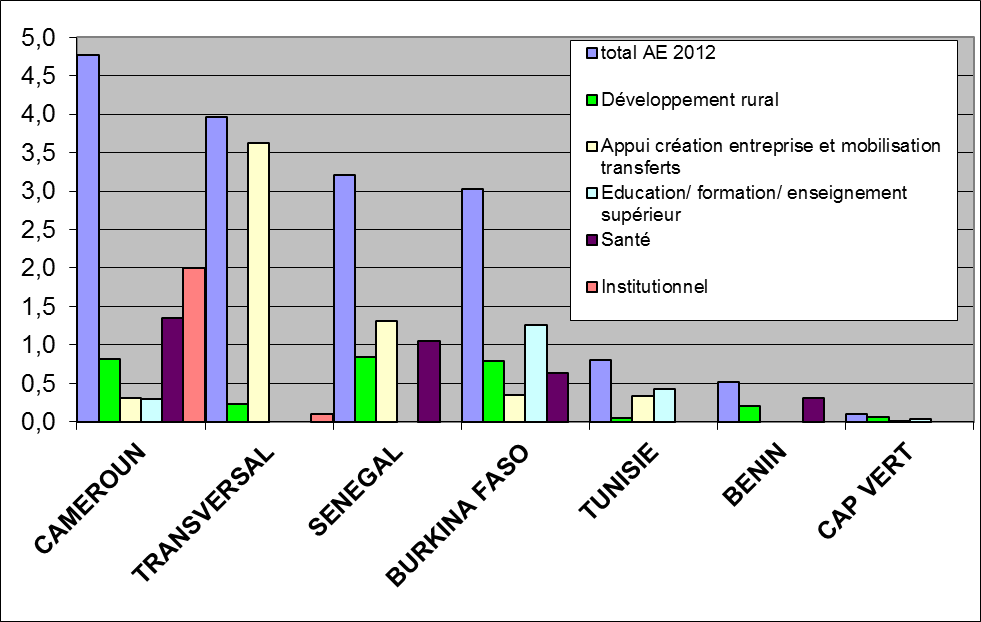 5,0
4,5
4,0
3,5
3,0
2,5
2,0
1,5
1,0
0,5
0,0
total AE 2012
Développement rural
Appui création entreprise et mobilisation
transferts
Education/ formation/ enseignement
supérieur
Santé
Institutionnel
CAMEROUN
TRANSVERSAL
SENEGAL
BURKINA FASO
TUNISIE
BENIN
CAP VERT